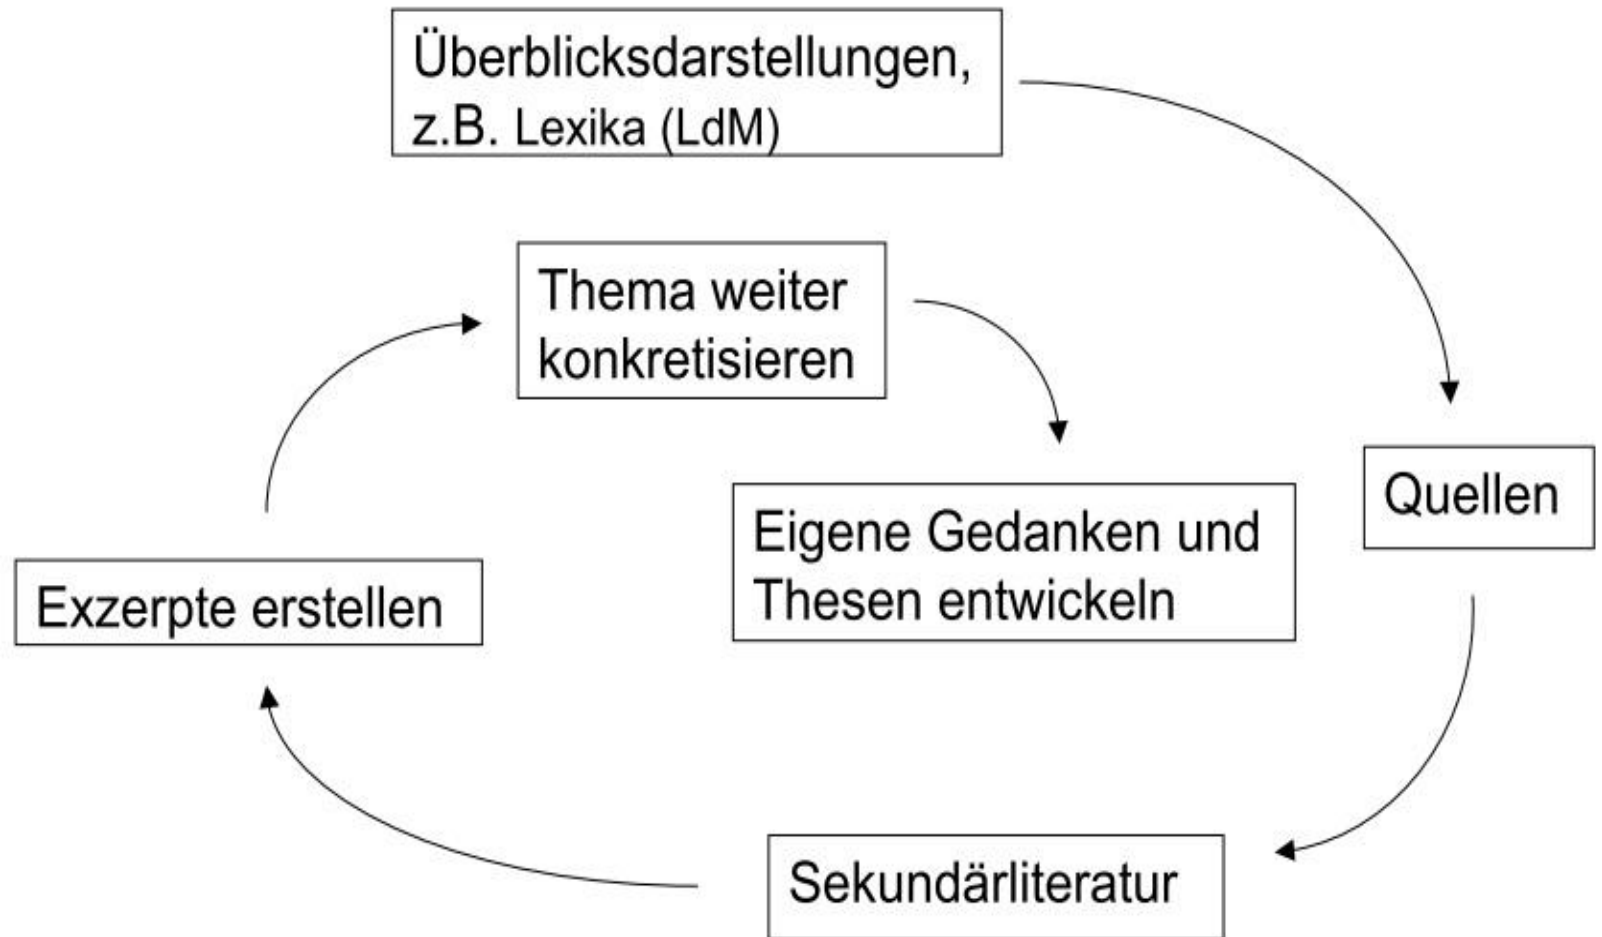 Überblicksdarstellungen,
z.B. Lexika (LdM)
Quellen
Sekundärliteratur
Exzerpte erstellen
Thema weiter
konkretisieren
Eigene Gedanken und
Thesen entwickeln